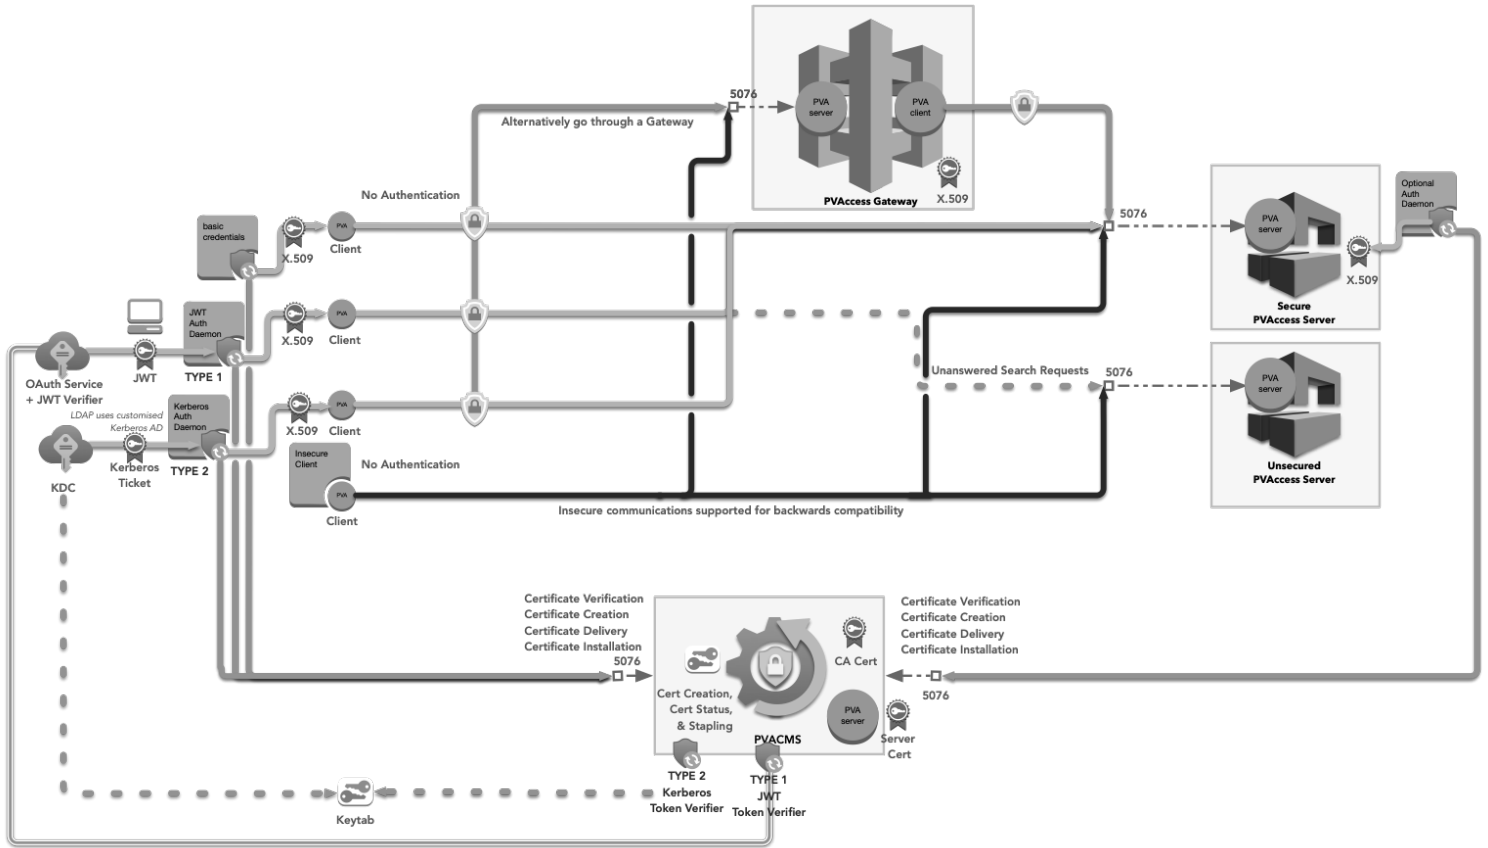 5076
PVA
server
PVA
client
X.509
PVAccess Gateway
Alternatively go through a Gateway
No Authentication
basic
credentials
X.509
PVA
Client
5076
PVA
server
X.509
Secure
PVAccess Server
Optional
Auth
Daemon
JWT
Auth
Daemon
TYPE 1
X.509
PVA
Client
OAuth Service
+ JWT Verifier
JWT
LDAP uses customised
Kerberos AD
Kerberos
Auth
Daemon
TYPE 2
X.509
PVA
Client
KDC
Kerberos
Ticket
Unanswered Search Requests
5076
PVA
server
Unsecured
PVAccess Server
Insecure
Client
No Authentication
PVA
Client
Insecure communications supported for backwards compatibility
Certificate Verification
Certificate Creation
Certificate Delivery
Certificate Installation
5076
Cert Creation,
Cert Status,
& Stapling
CA Cert
PVA
server
Server
Cert
PVACMS
Certificate Verification
Certificate Creation
Certificate Delivery
Certificate Installation
5076
TYPE 2
Kerberos
Token Verifier
TYPE 1
JWT
Token Verifier
Keytab